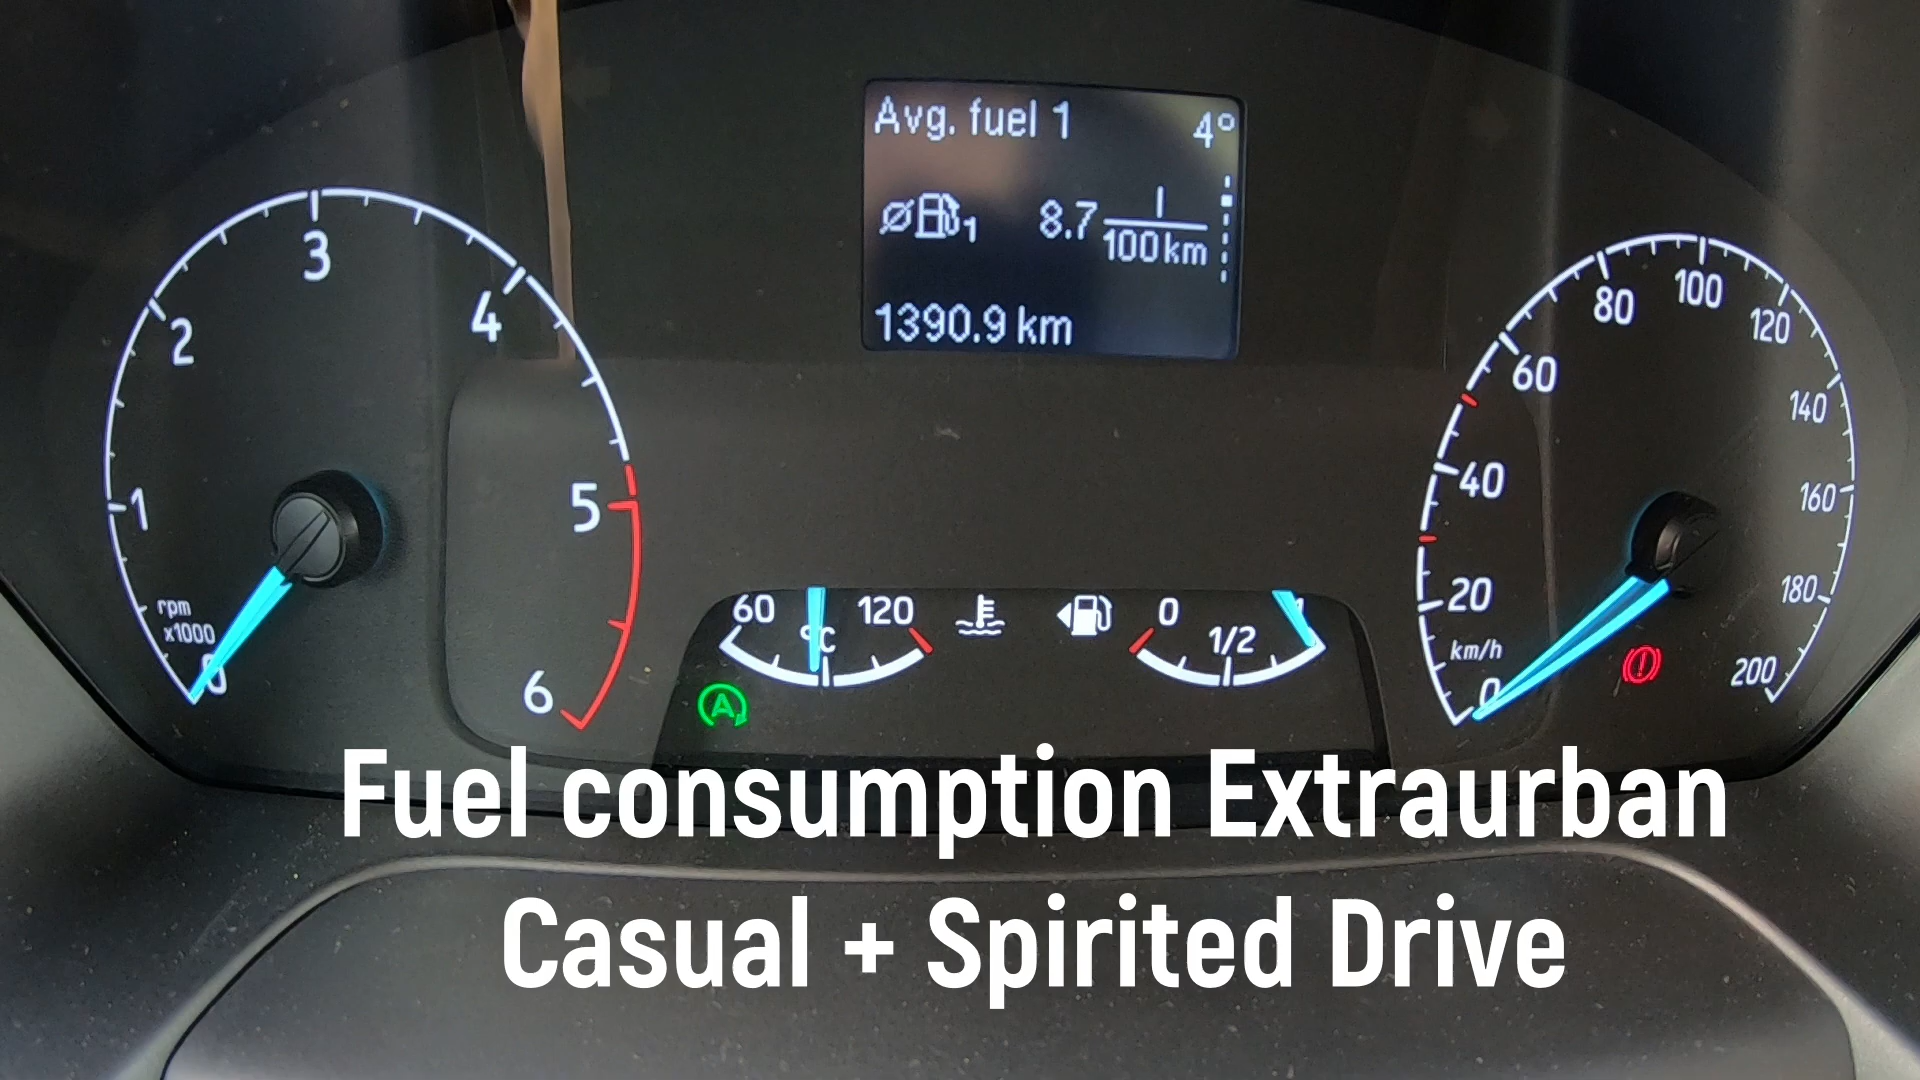 Avg. fuel 1 4°
Ø 1 8.7 l
100km
1390.9 km
3
4
2
5
1
rpm
x1000
0
6
60 °C 120
0 1/2 1
A
100
80
120
60
140
40
160
20
180
km/h
200
0
Fuel consumption Extraurban
Casual + Spirited Drive